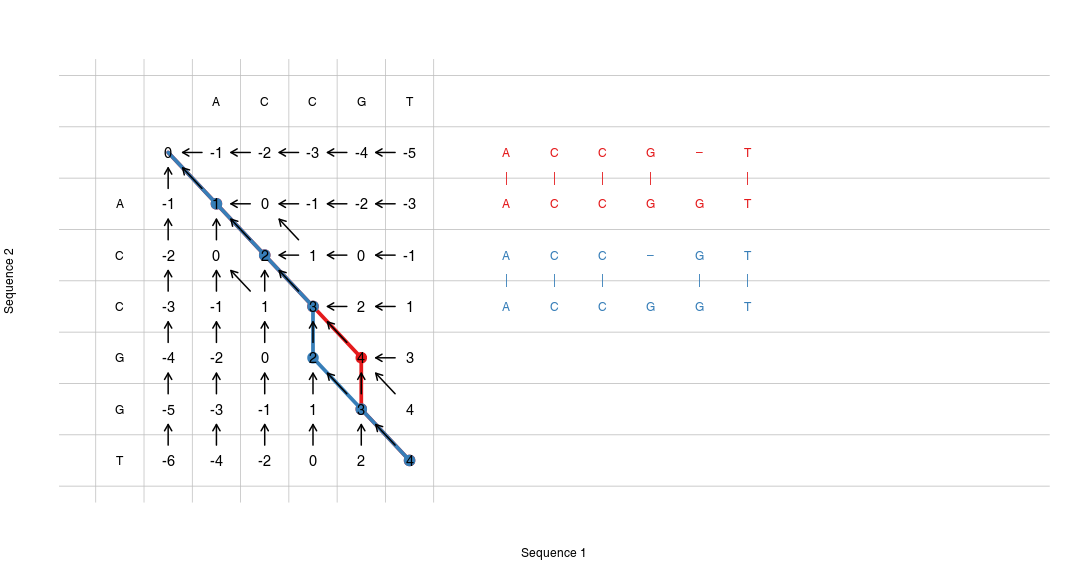 A C C G T
0 -1 -2 -3 -4 -5 A C C G – T
A -1 1 0 -1 -2 -3 A C C G G T
C -2 0 2 1 0 -1 A C C – G T
C -3 -1 1 3 2 1 A C C G G T
G -4 -2 0 2 4 3
G -5 -3 -1 1 3 4
T -6 -4 -2 0 2 4
Sequence 2
Sequence 1